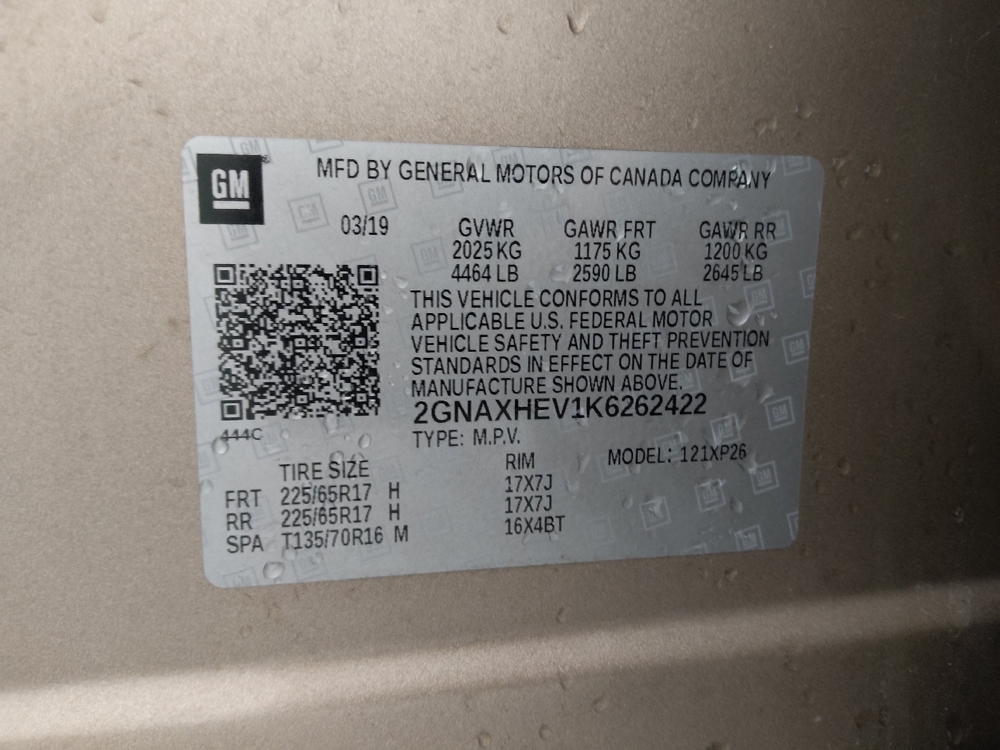 GM
MFD BY GENERAL MOTORS OF CANADA COMPANY
03/19 GVWR GAWR FRT GAWR RR
2025 KG 1175 KG 1200 KG
4464 LB 2590 LB 2645 LB
THIS VEHICLE CONFORMS TO ALL
APPLICABLE U.S. FEDERAL MOTOR
VEHICLE SAFETY AND THEFT PREVENTION
STANDARDS IN EFFECT ON THE DATE OF
MANUFACTURE SHOWN ABOVE.
2GNAXHEV1K6262422
444C
TYPE: M.P.V. MODEL: 121XP26
TIRE SIZE RIM
FRT 225/65R17 H 17X7J
RR 225/65R17 H 17X7J
SPA T135/70R16 M 16X4BT